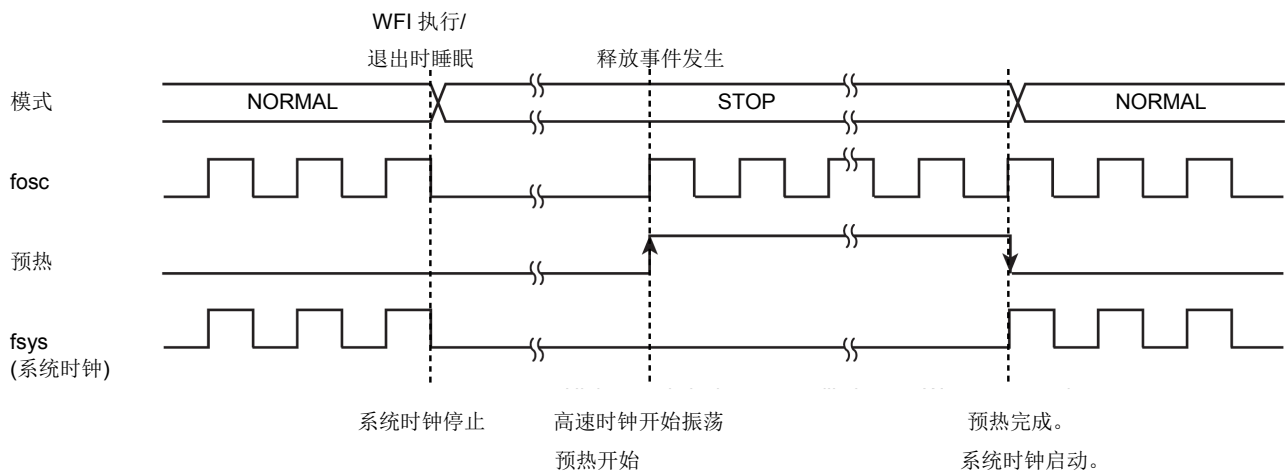 WFI 执行/
退出时睡眠
释放事件发生
模式
NORMAL
STOP
NORMAL
fosc
预热
fsys
(系统时钟)
系统时钟停止
高速时钟开始振荡
预热开始
预热完成。
系统时钟启动。